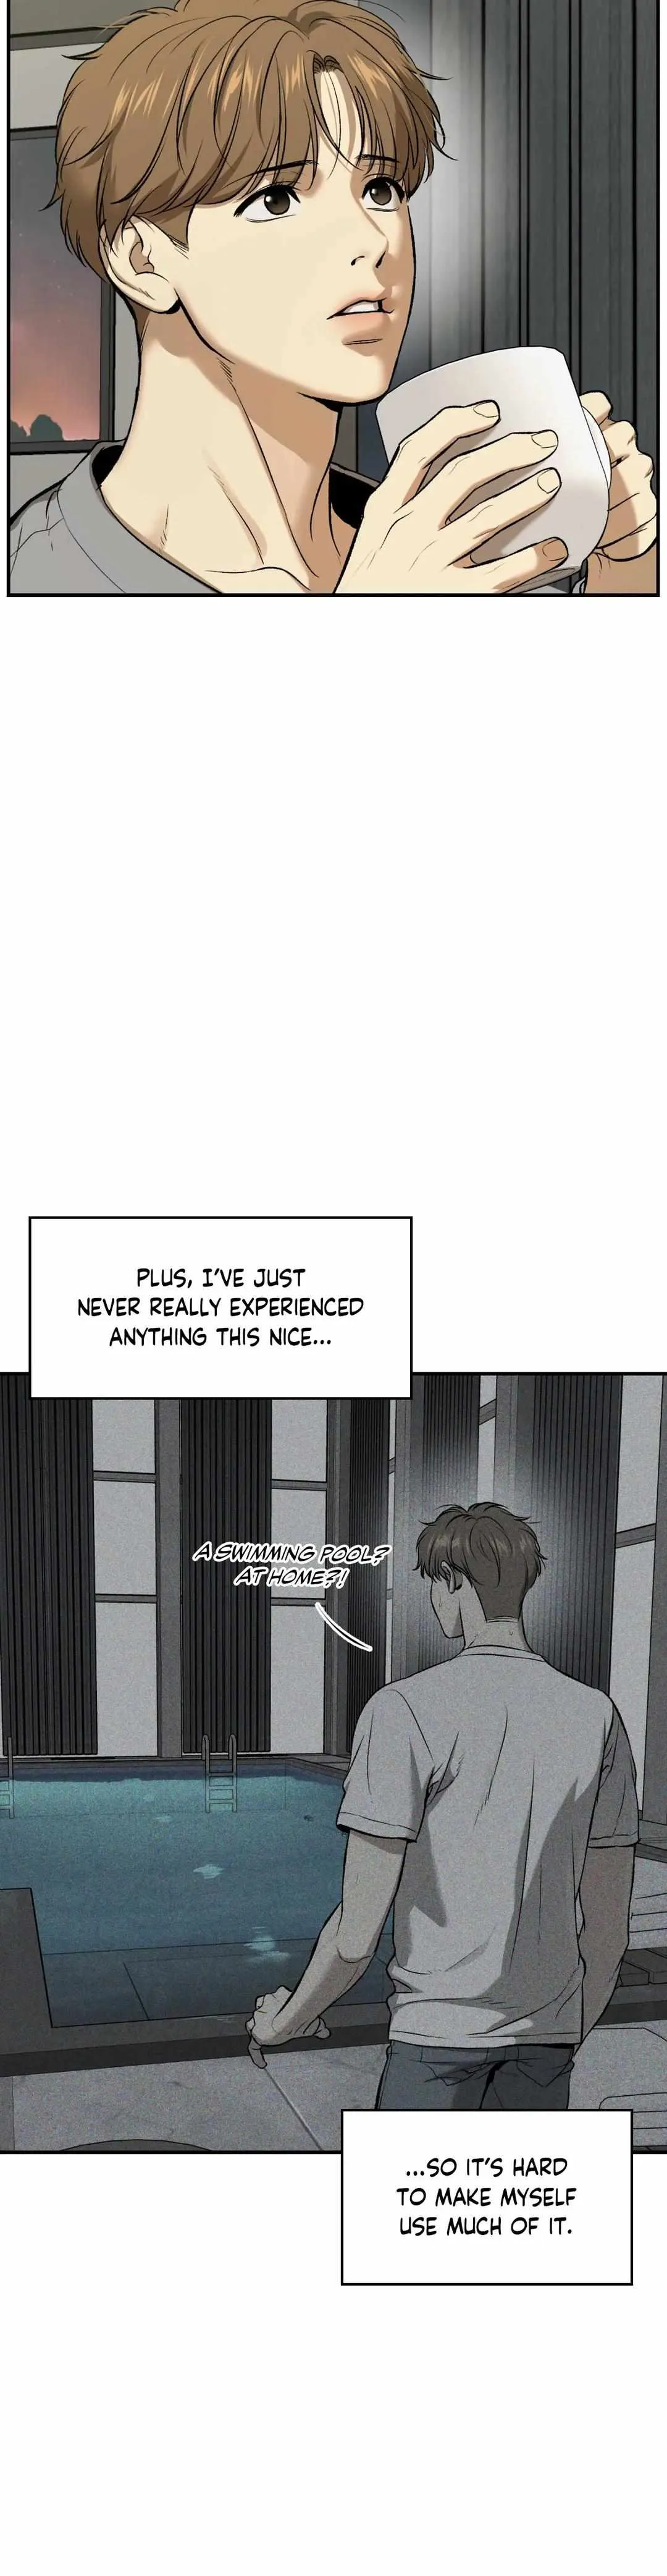 PLUS, I'VE JUST
NEVER REALLY EXPERIENCED
ANYTHING THIS NICE...
A SWIMMING POOL?
AT HOME?!
...SO IT'S HARD
TO MAKE MYSELF
USE MUCH OF IT.